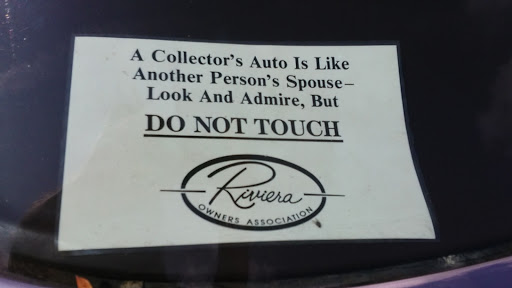 A Collector's Auto Is Like
Another Person's Spouse–
Look And Admire, But
DO NOT TOUCH
Riviera
OWNERS ASSOCIATION